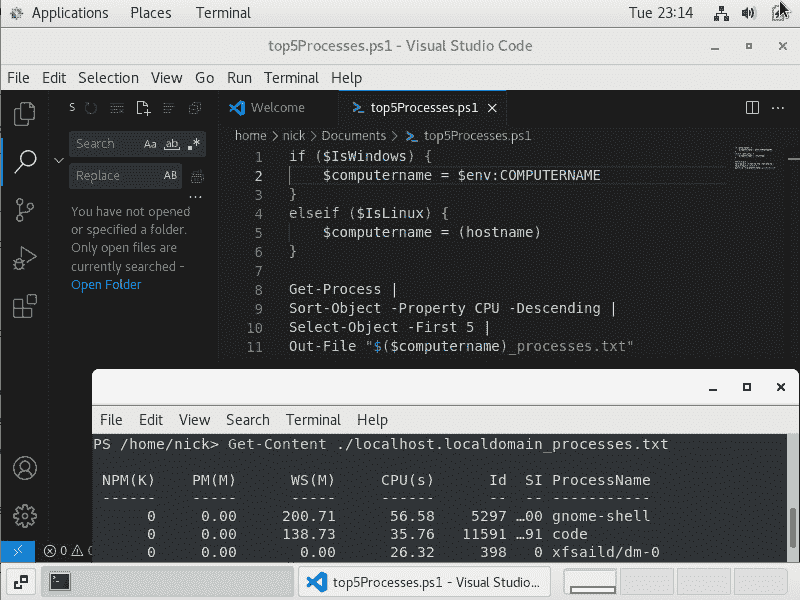 Applications Places Terminal Tue 23:14
top5Processes.ps1 - Visual Studio Code
File Edit Selection View Go Run Terminal Help
S
Welcome
top5Processes.ps1
home > nick > Documents > top5Processes.ps1
Search Aa ab
Replace AB
You have not opened
or specified a folder.
Only open files are
currently searched -
Open Folder
1 if ($IsWindows) {
2 $computername = $env:COMPUTERNAME
3 }
4 elseif ($IsLinux) {
5 $computername = (hostname)
6 }
7
8 Get-Process |
9 Sort-Object -Property CPU -Descending |
10 Select-Object -First 5 |
11 Out-File "$($computername)_processes.txt"
File Edit View Search Terminal Help
PS /home/nick> Get-Content ./localhost.localdomain_processes.txt
NPM(K) PM(M) WS(M) CPU(s) Id SI ProcessName
------ ----- ----- ------ -- -- -----------
0 0.00 200.71 56.58 5297 …00 gnome-shell
0 0.00 138.73 35.76 11591 …91 code
0 0.00 0.00 26.32 398 0 xfsaild/dm-0
0
top5Processes.ps1 - Visual Studio...